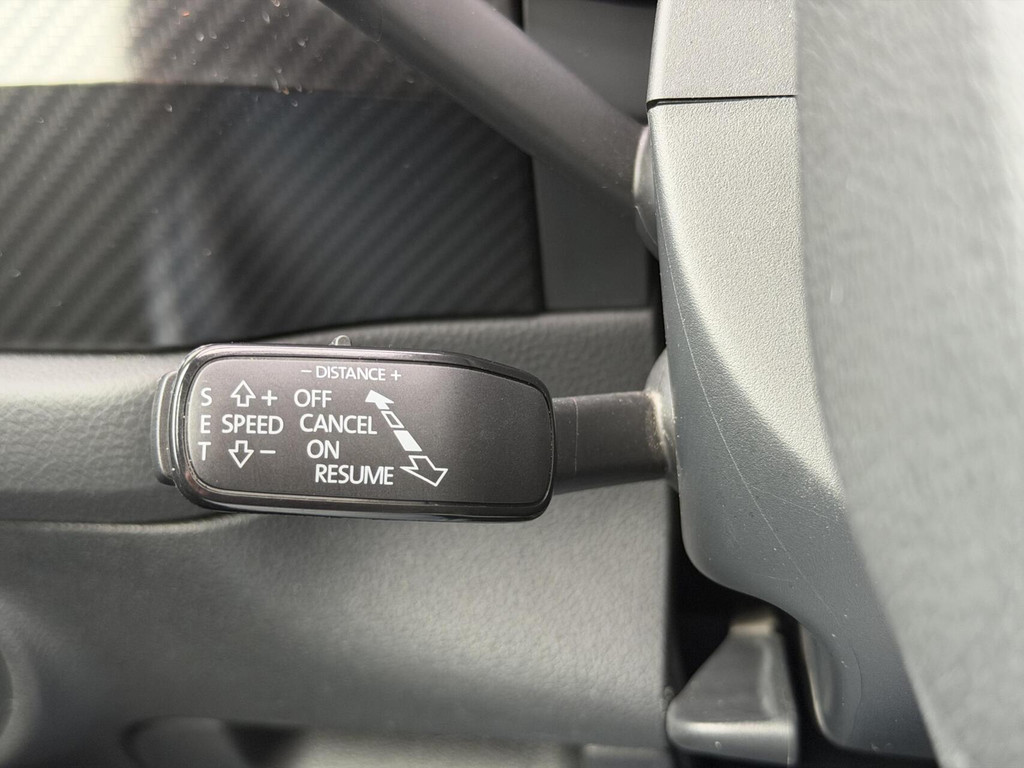 − DISTANCE +
S + OFF
E SPEED CANCEL
T − ON
RESUME